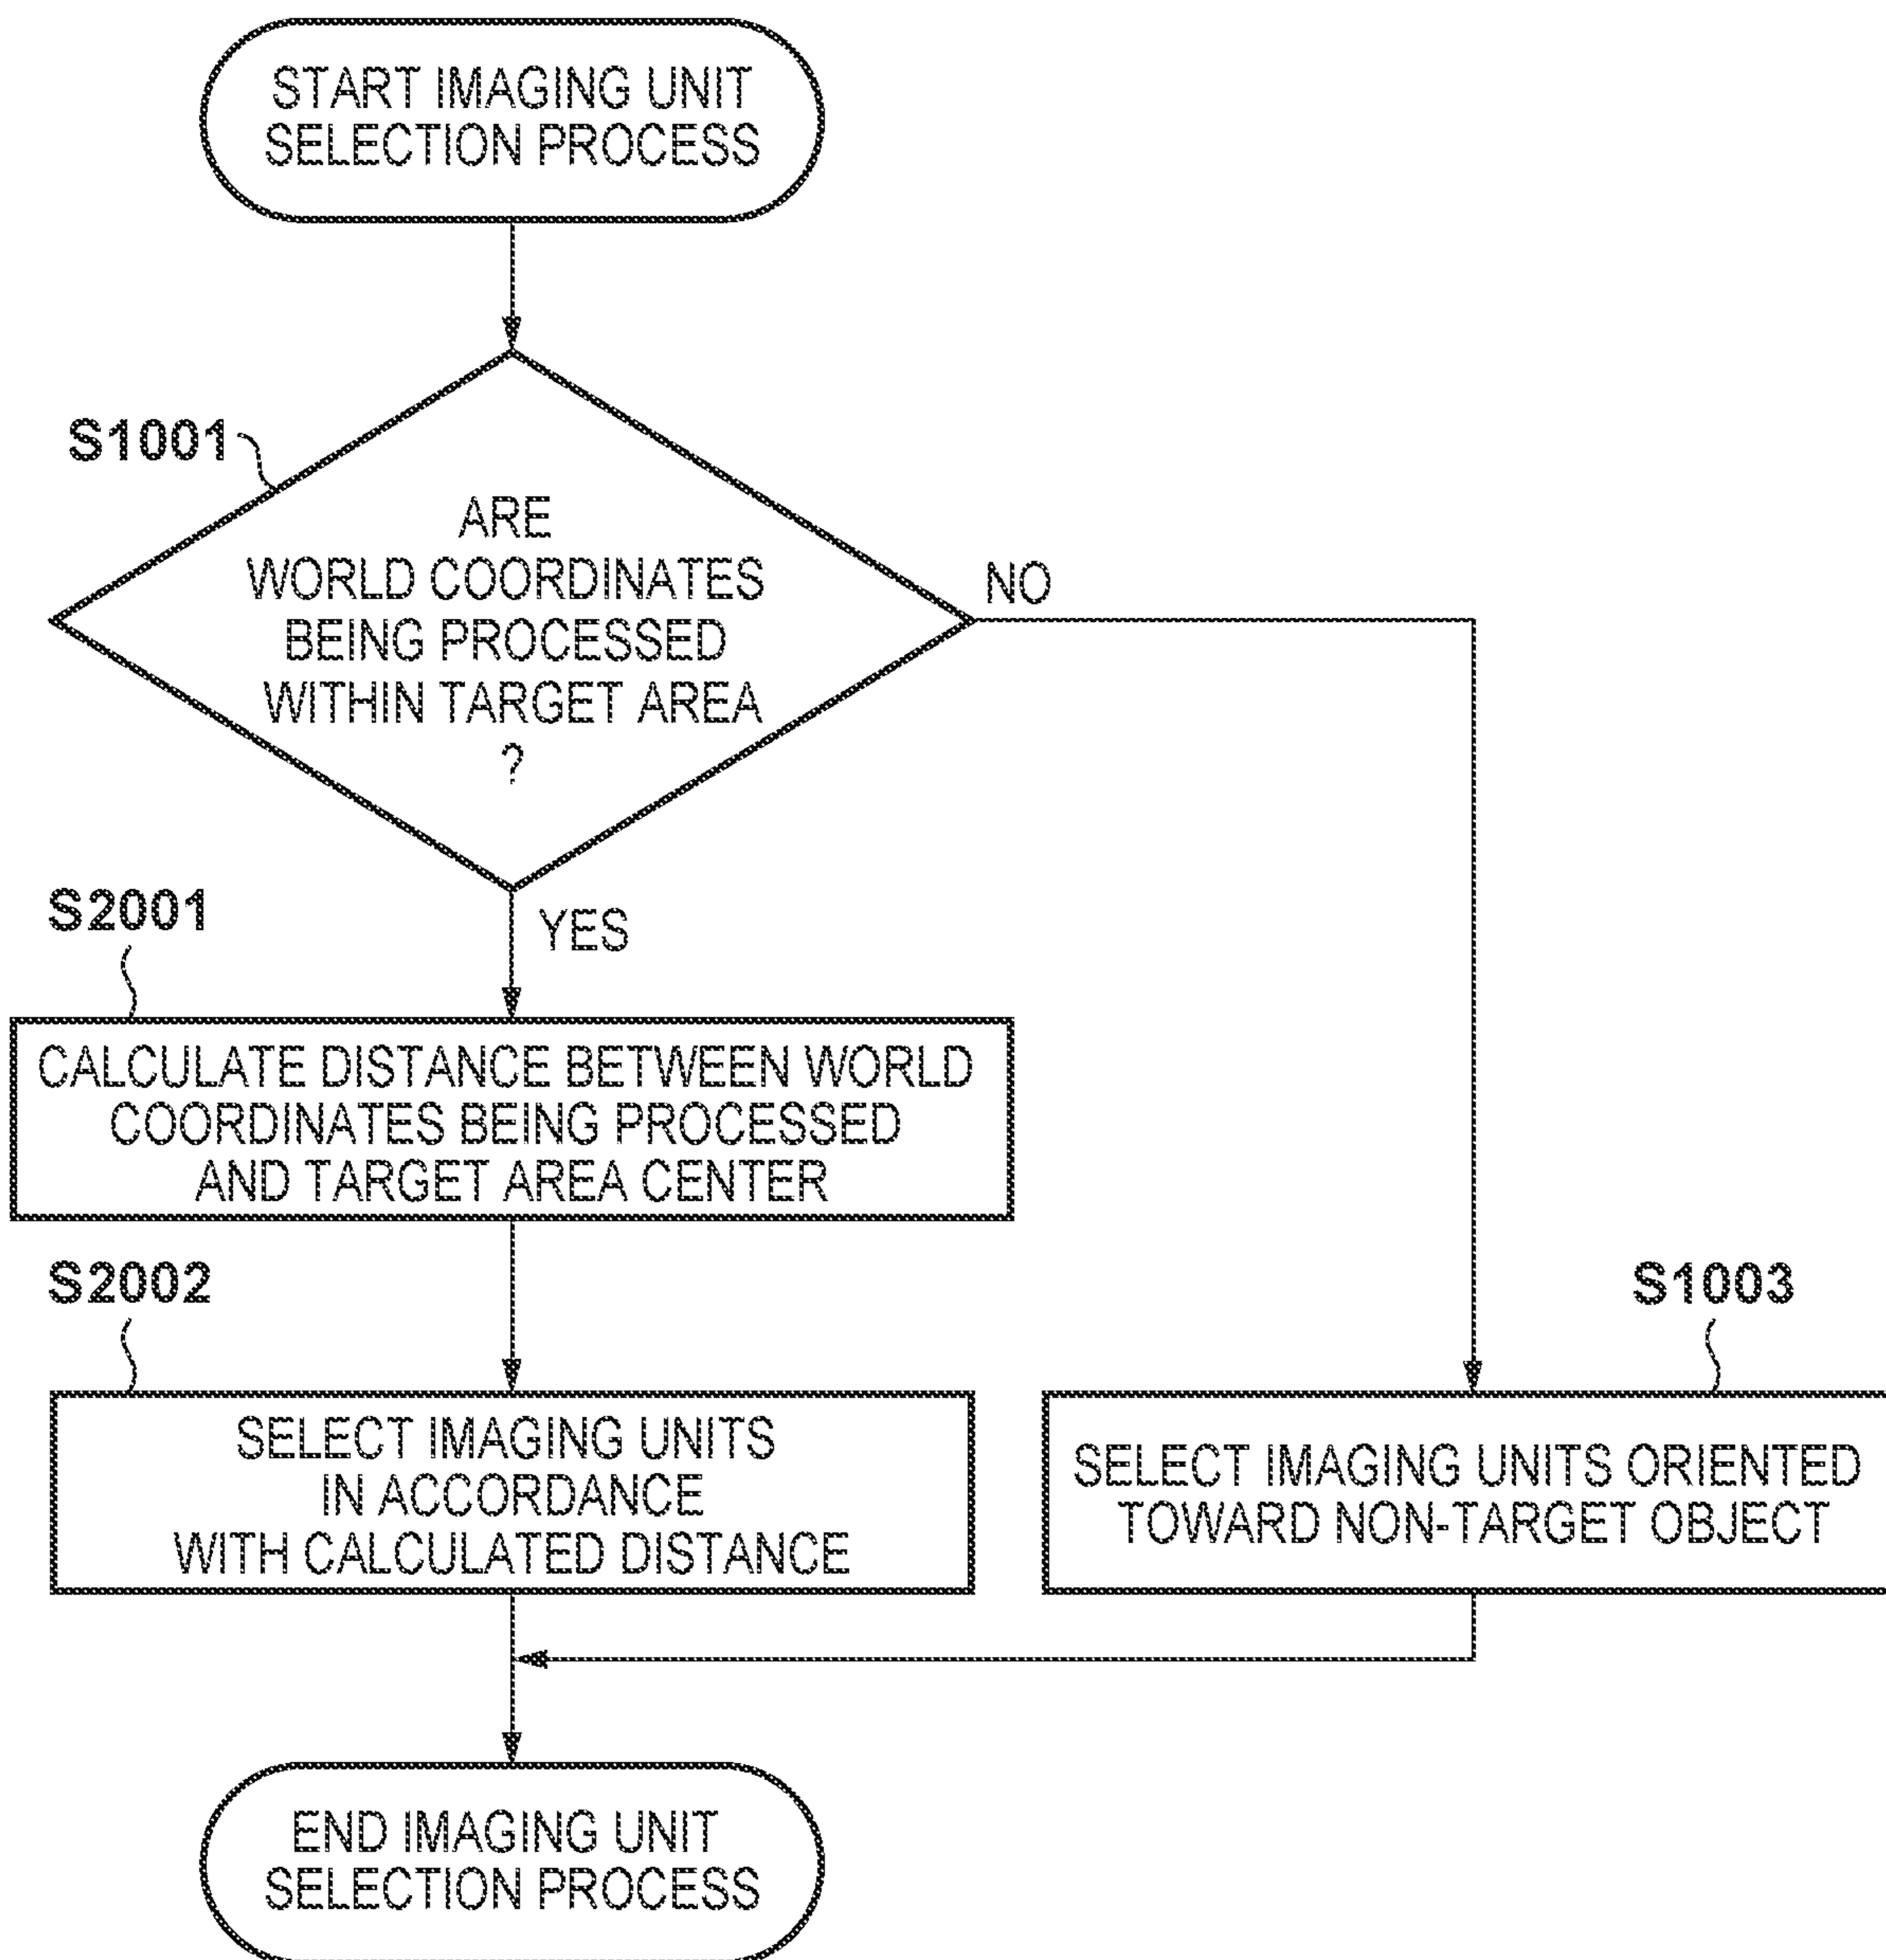 START IMAGING UNIT
SELECTION PROCESS
S1001
ARE
WORLD COORDINATES
BEING PROCESSED
WITHIN TARGET AREA
?
NO
YES
S2001
CALCULATE DISTANCE BETWEEN WORLD
COORDINATES BEING PROCESSED
AND TARGET AREA CENTER
S2002
SELECT IMAGING UNITS
IN ACCORDANCE
WITH CALCULATED DISTANCE
S1003
SELECT IMAGING UNITS ORIENTED
TOWARD NON-TARGET OBJECT
END IMAGING UNIT
SELECTION PROCESS